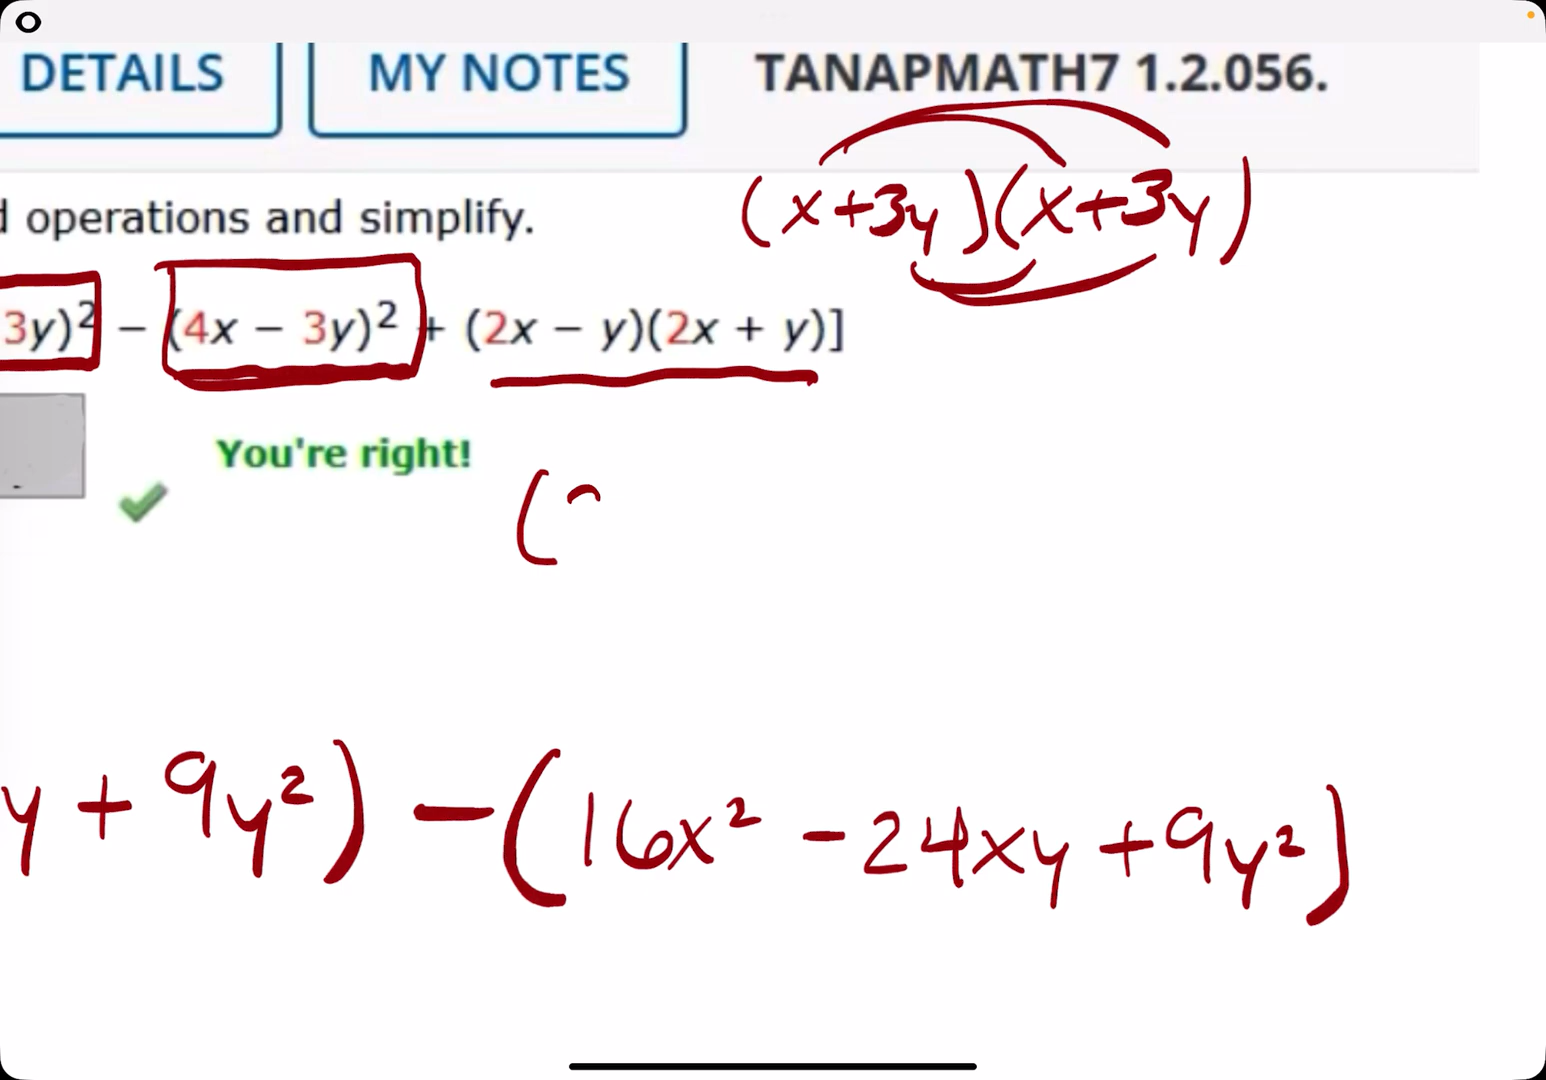 DETAILS MY NOTES TANAPMATH7 1.2.056.
(x+3y)(x+3y)
operations and simplify.
3y)² − (4x − 3y)² + (2x − y)(2x + y)]
You're right!
(
y + 9y²) − (16x² − 24xy + 9y²)